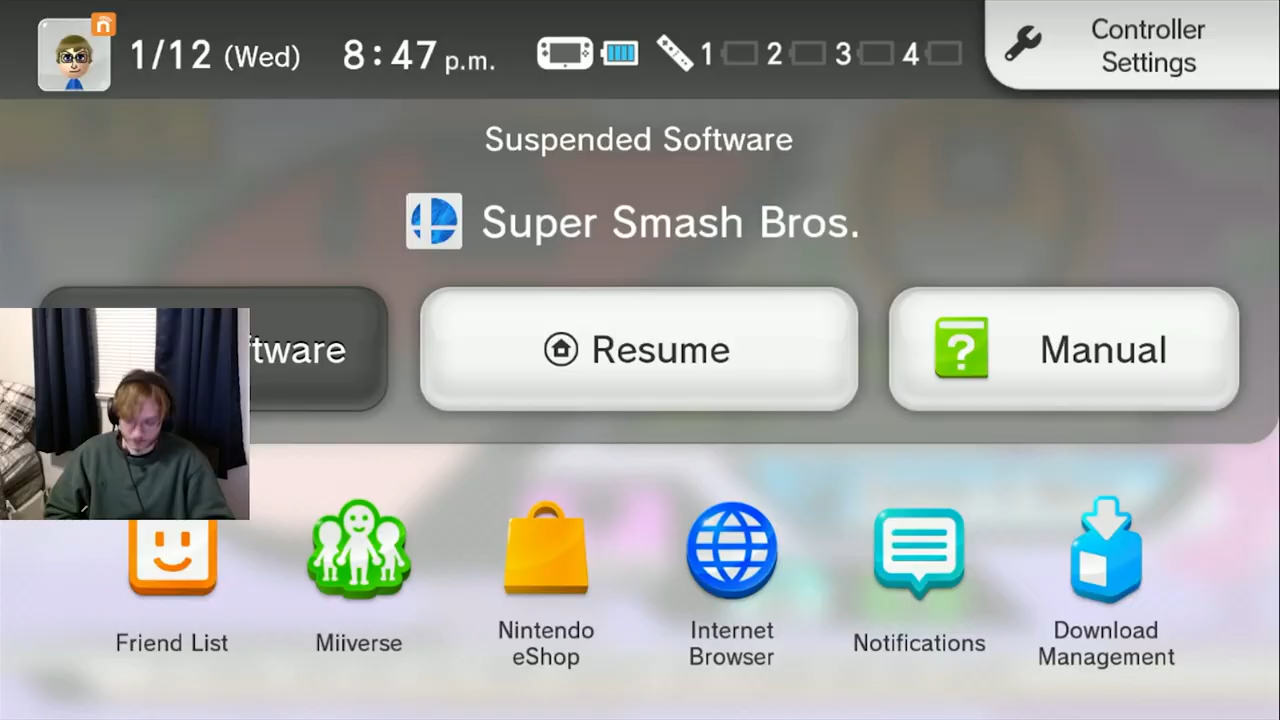 1/12 (Wed) 8:47 p.m. 1 2 3 4
Controller
Settings
Suspended Software
Super Smash Bros.
tware
Resume
? Manual
Friend List
Miiverse
Nintendo
eShop
Internet
Browser
Notifications
Download
Management